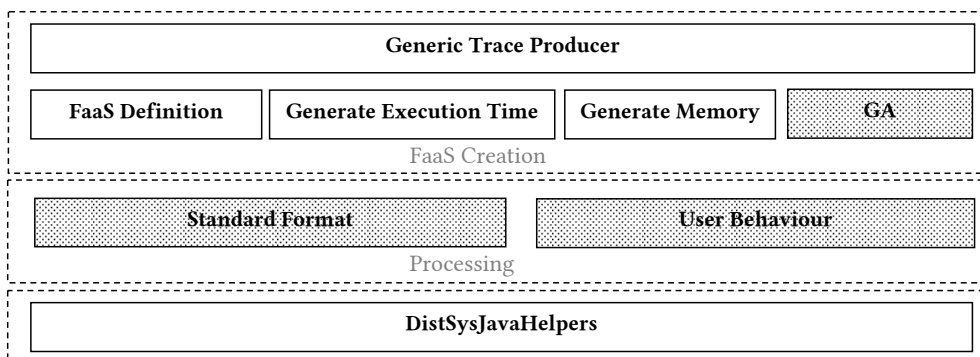 Generic Trace Producer
FaaS Definition
Generate Execution Time
Generate Memory
GA
FaaS Creation
Standard Format
User Behaviour
Processing
DistSysJavaHelpers